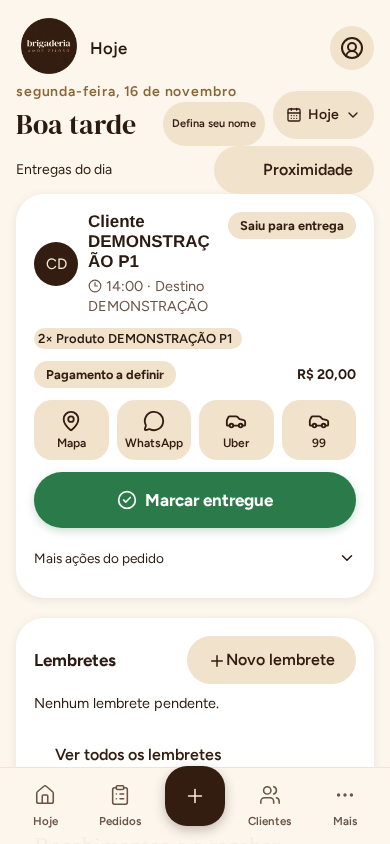 brigaderia
Hoje
segunda-feira, 16 de novembro
Boa tarde
Defina seu nome
Hoje
Entregas do dia
Proximidade
CD
Cliente
DEMONSTRAÇ
ÃO P1
Saiu para entrega
14:00 · Destino
DEMONSTRAÇÃO
2× Produto DEMONSTRAÇÃO P1
Pagamento a definir
R$ 20,00
Mapa
WhatsApp
Uber
99
Marcar entregue
Mais ações do pedido
Lembretes
+ Novo lembrete
Nenhum lembrete pendente.
Ver todos os lembretes
Hoje
Pedidos
+
Clientes
Mais